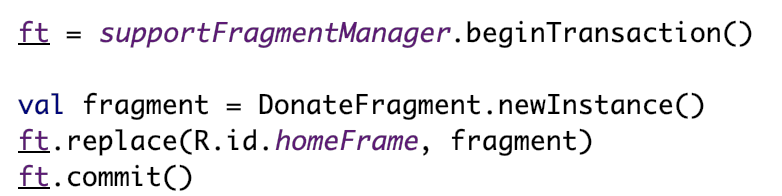 ft = supportFragmentManager.beginTransaction()
val fragment = DonateFragment.newInstance()
ft.replace(R.id.homeFrame, fragment)
ft.commit()